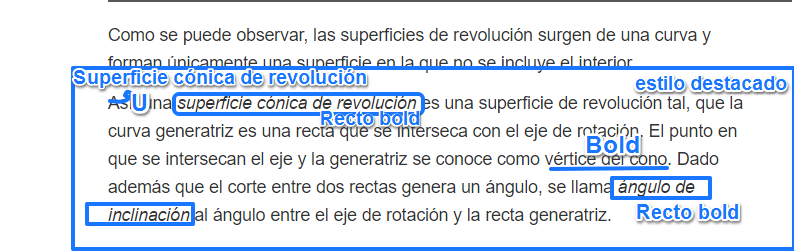 Como se puede observar, las superficies de revolución surgen de una curva y
forman únicamente una superficie en la que no se incluye el interior.
Superficie cónica de revolución
estilo destacado
Así, una superficie cónica de revolución es una superficie de revolución tal, que la
U
Recto bold
curva generatriz es una recta que se interseca con el eje de rotación. El punto en
Bold
que se intersecan el eje y la generatriz se conoce como vértice del cono. Dado
además que el corte entre dos rectas genera un ángulo, se llama ángulo de
Recto bold
inclinación al ángulo entre el eje de rotación y la recta generatriz.